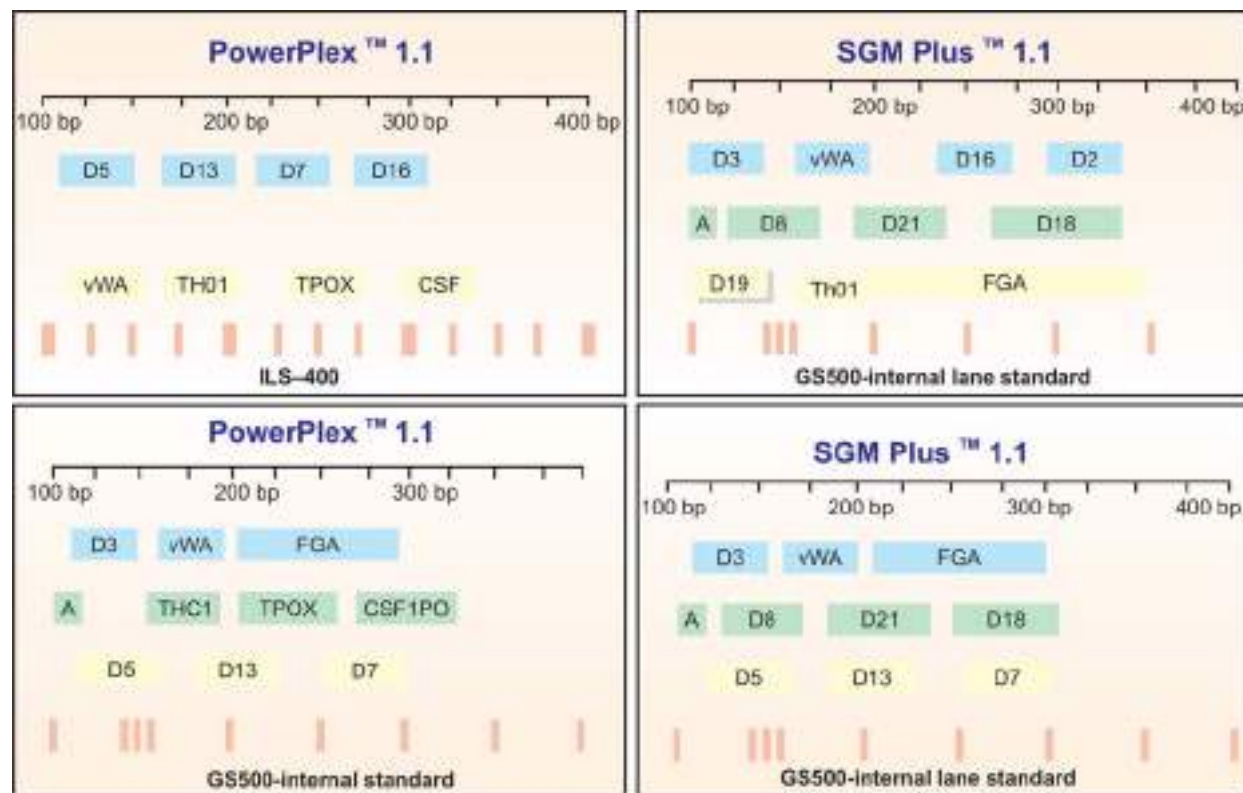 PowerPlex ™ 1.1
100 bp 200 bp 300 bp 400 bp
D5 D13 D7 D16
vWA TH01 TPOX CSF
ILS–400
SGM Plus ™ 1.1
100 bp 200 bp 300 bp 400 bp
D3 vWA D16 D2
A D8 D21 D18
D19 Th01 FGA
GS500-internal lane standard
PowerPlex ™ 1.1
100 bp 200 bp 300 bp
D3 vWA FGA
A THC1 TPOX CSF1PO
D5 D13 D7
GS500-internal standard
SGM Plus ™ 1.1
100 bp 200 bp 300 bp 400 bp
D3 vWA FGA
A D8 D21 D18
D5 D13 D7
GS500-internal lane standard